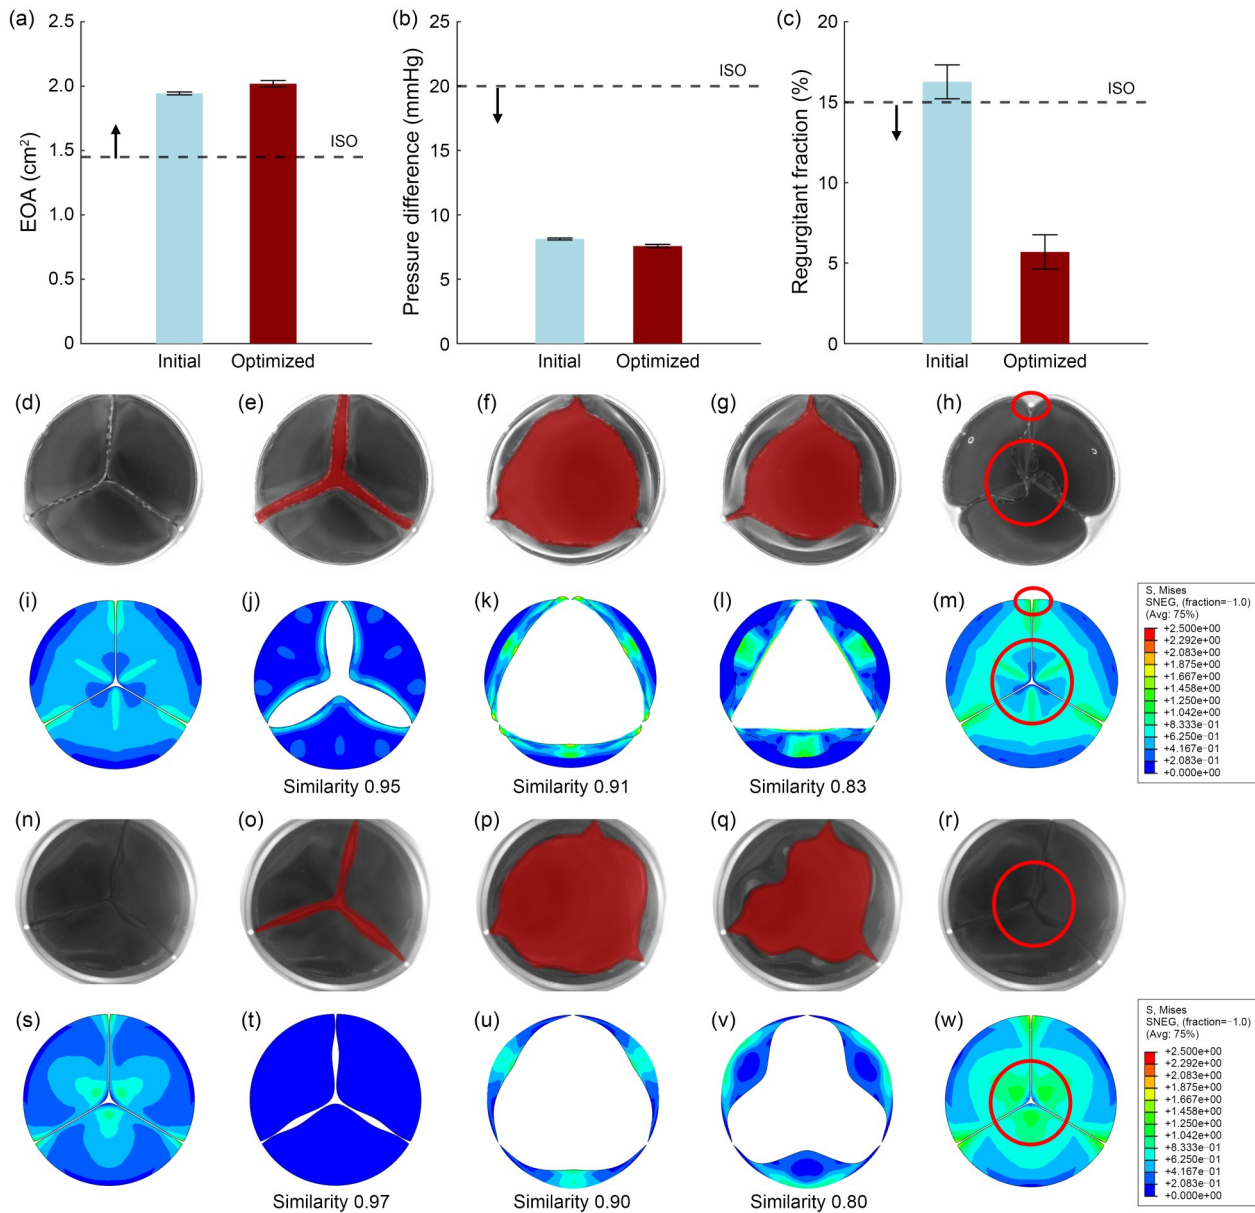 (a)
2.5
2.0
1.5
1.0
0.5
0
EOA (cm²)
ISO
Initial
Optimized
(b)
25
20
15
10
5
0
Pressure difference (mmHg)
ISO
Initial
Optimized
(c)
20
15
10
5
0
Regurgitant fraction (%)
ISO
Initial
Optimized
(d)
(e)
(f)
(g)
(h)
(i)
(j)
(k)
(l)
(m)
Similarity 0.95
Similarity 0.91
Similarity 0.83
S, Mises
SNEG, (fraction=−1.0)
(Avg: 75%)
+2.500e+00
+2.292e+00
+2.083e+00
+1.875e+00
+1.667e+00
+1.458e+00
+1.250e+00
+1.042e+00
+8.333e−01
+6.250e−01
+4.167e−01
+2.083e−01
+0.000e+00
(n)
(o)
(p)
(q)
(r)
(s)
(t)
(u)
(v)
(w)
Similarity 0.97
Similarity 0.90
Similarity 0.80
S, Mises
SNEG, (fraction=−1.0)
(Avg: 75%)
+2.500e+00
+2.292e+00
+2.083e+00
+1.875e+00
+1.667e+00
+1.458e+00
+1.250e+00
+1.042e+00
+8.333e−01
+6.250e−01
+4.167e−01
+2.083e−01
+0.000e+00